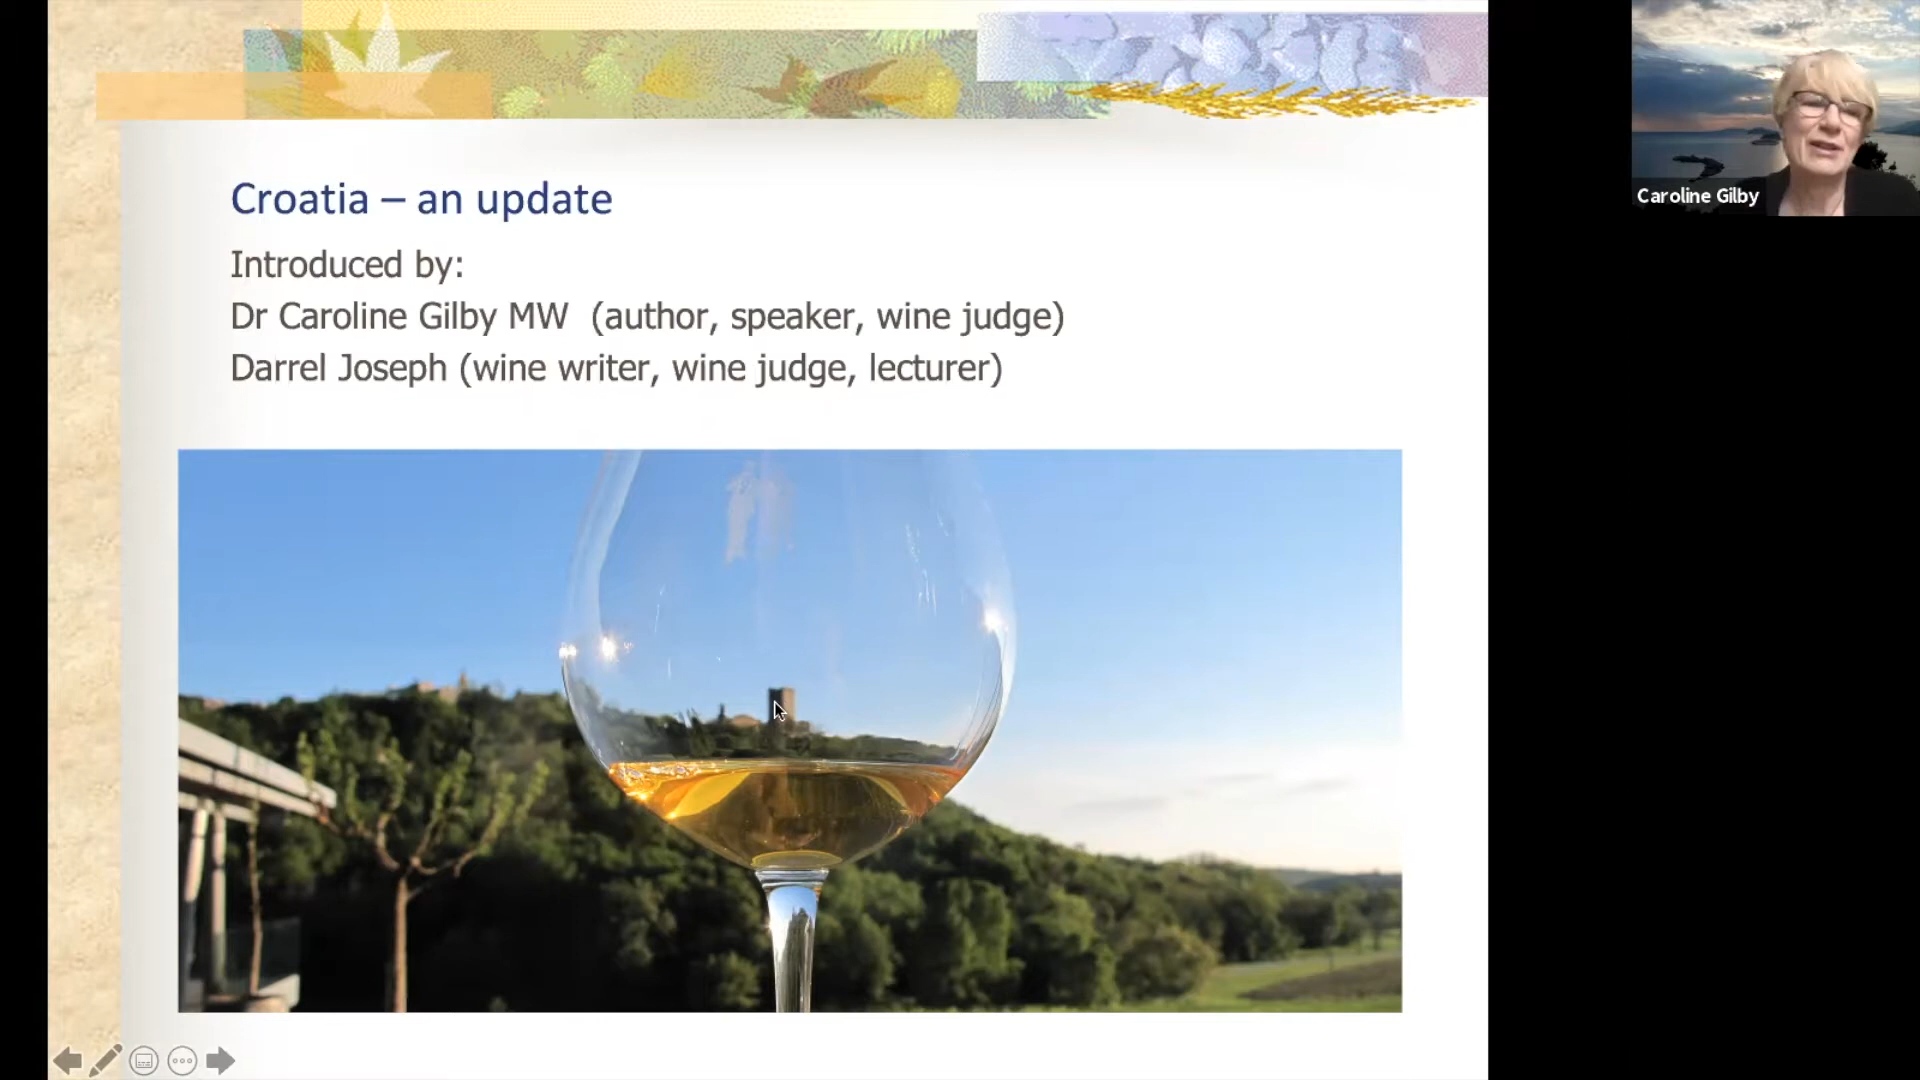 Croatia – an update
Introduced by:
Dr Caroline Gilby MW (author, speaker, wine judge)
Darrel Joseph (wine writer, wine judge, lecturer)
Caroline Gilby